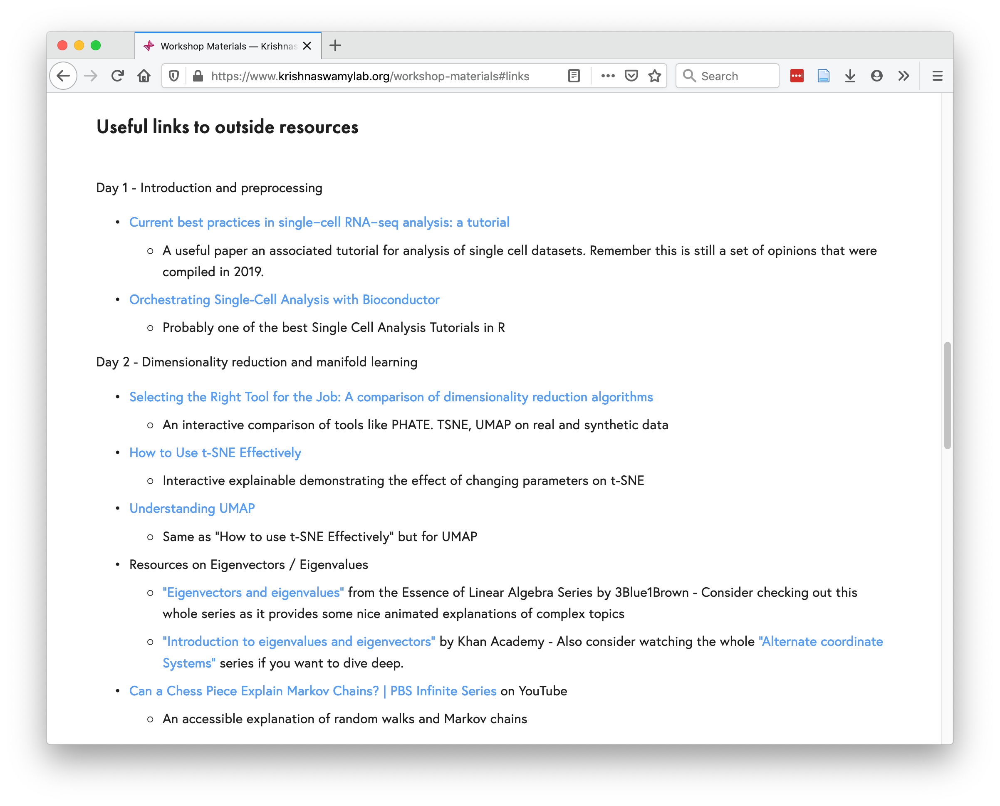 Workshop Materials — Krishnas
https://www.krishnaswamylab.org/workshop-materials#links
Search
Useful links to outside resources
Day 1 - Introduction and preprocessing
• Current best practices in single–cell RNA–seq analysis: a tutorial
○ A useful paper an associated tutorial for analysis of single cell datasets. Remember this is still a set of opinions that were
compiled in 2019.
• Orchestrating Single-Cell Analysis with Bioconductor
○ Probably one of the best Single Cell Analysis Tutorials in R
Day 2 - Dimensionality reduction and manifold learning
• Selecting the Right Tool for the Job: A comparison of dimensionality reduction algorithms
○ An interactive comparison of tools like PHATE. TSNE, UMAP on real and synthetic data
• How to Use t-SNE Effectively
○ Interactive explainable demonstrating the effect of changing parameters on t-SNE
• Understanding UMAP
○ Same as "How to use t-SNE Effectively" but for UMAP
• Resources on Eigenvectors / Eigenvalues
○ "Eigenvectors and eigenvalues" from the Essence of Linear Algebra Series by 3Blue1Brown - Consider checking out this
whole series as it provides some nice animated explanations of complex topics
○ "Introduction to eigenvalues and eigenvectors" by Khan Academy - Also consider watching the whole "Alternate coordinate
Systems" series if you want to dive deep.
• Can a Chess Piece Explain Markov Chains? | PBS Infinite Series on YouTube
○ An accessible explanation of random walks and Markov chains